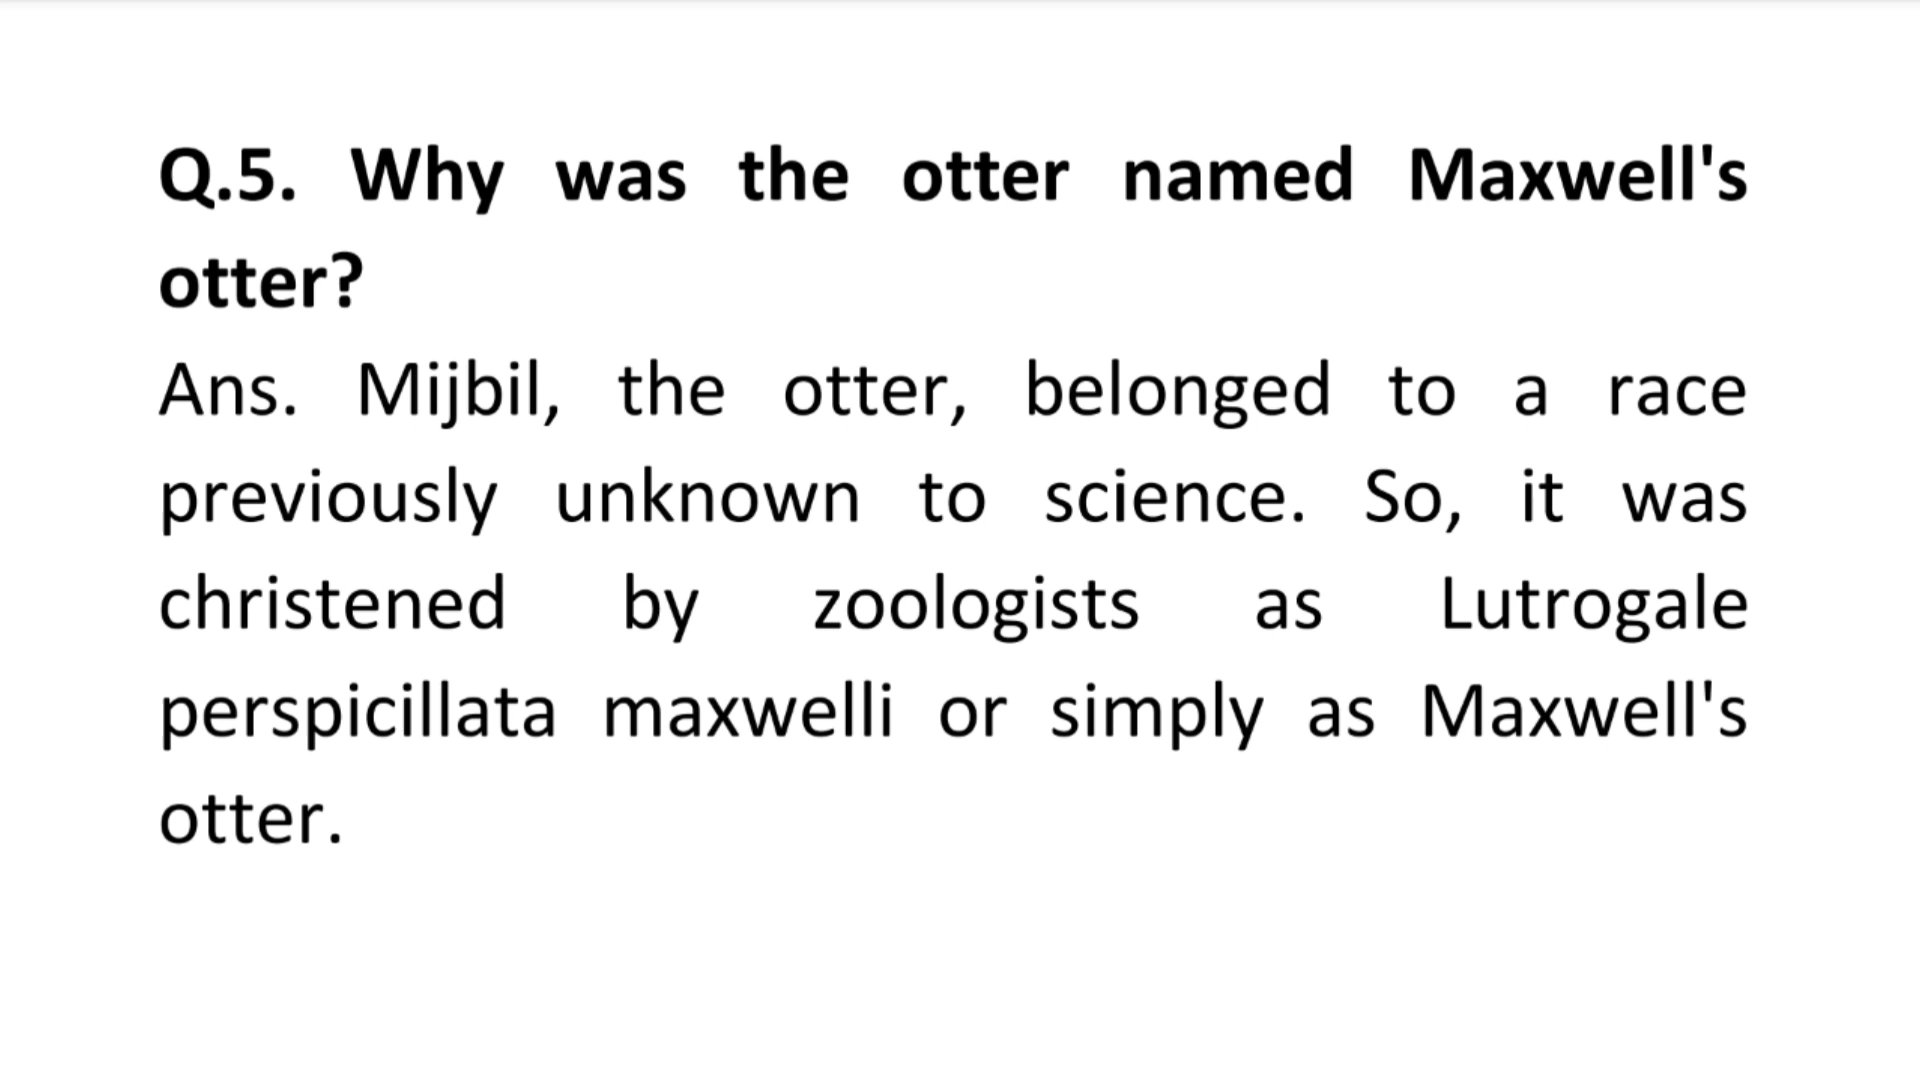 Q.5. Why was the otter named Maxwell's
otter?
Ans. Mijbil, the otter, belonged to a race
previously unknown to science. So, it was
christened by zoologists as Lutrogale
perspicillata maxwelli or simply as Maxwell's
otter.